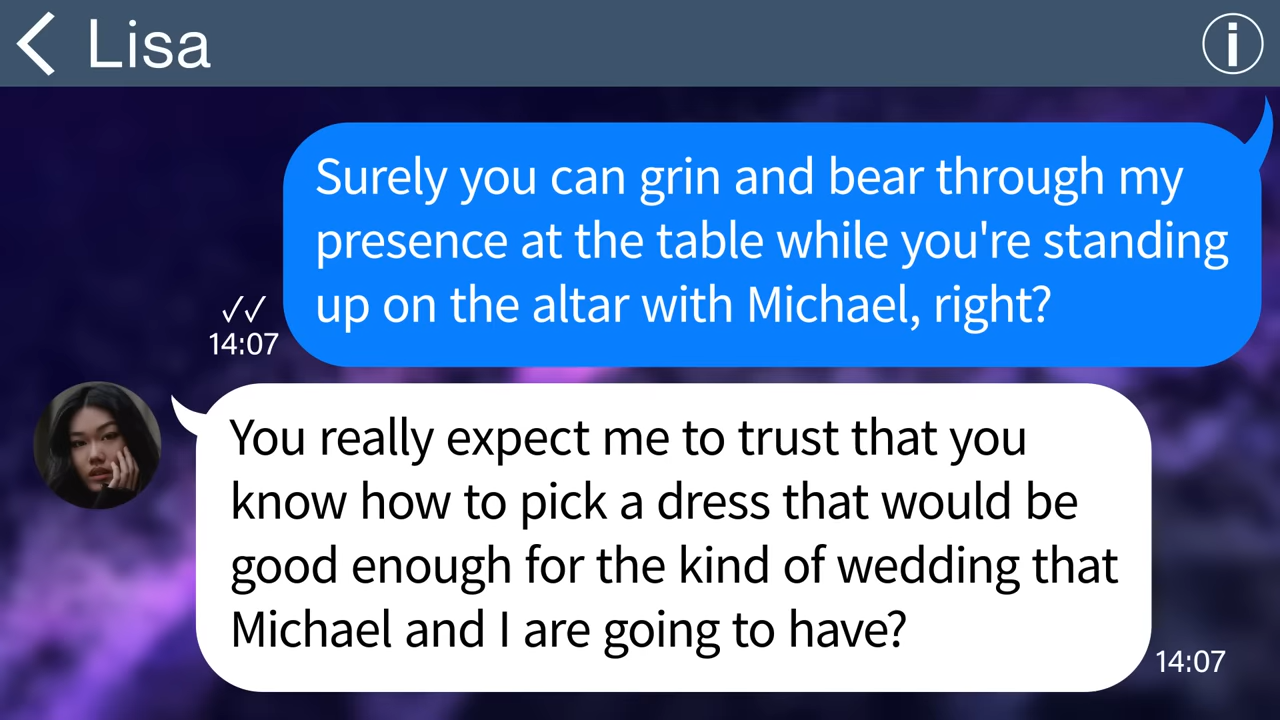 Lisa
Surely you can grin and bear through my
presence at the table while you're standing
up on the altar with Michael, right?
14:07
You really expect me to trust that you
know how to pick a dress that would be
good enough for the kind of wedding that
Michael and I are going to have?
14:07